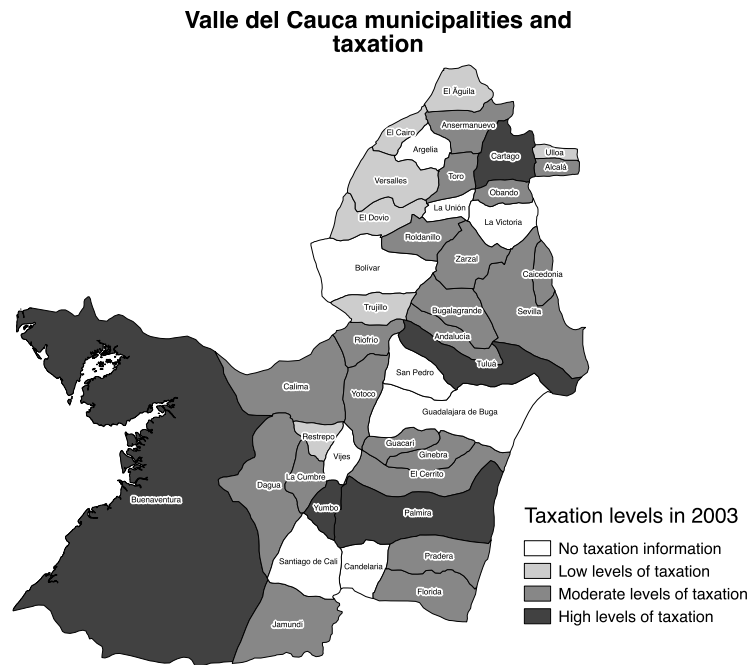 Valle del Cauca municipalities and
taxation
El Águila
Ansermanuevo
El Cairo
Argelia
Cartago
Ulloa
Alcalá
Toro
Versalles
Obando
La Unión
El Dovio
La Victoria
Roldanillo
Zarzal
Bolívar
Caicedonia
Trujillo
Bugalagrande
Sevilla
Andalucía
Riofrío
Tuluá
San Pedro
Calima
Yotoco
Guadalajara de Buga
Restrepo
Guacarí
Ginebra
Vijes
El Cerrito
La Cumbre
Dagua
Buenaventura
Yumbo
Palmira
Pradera
Santiago de Cali
Candelaria
Florida
Jamundí
Taxation levels in 2003
No taxation information
Low levels of taxation
Moderate levels of taxation
High levels of taxation